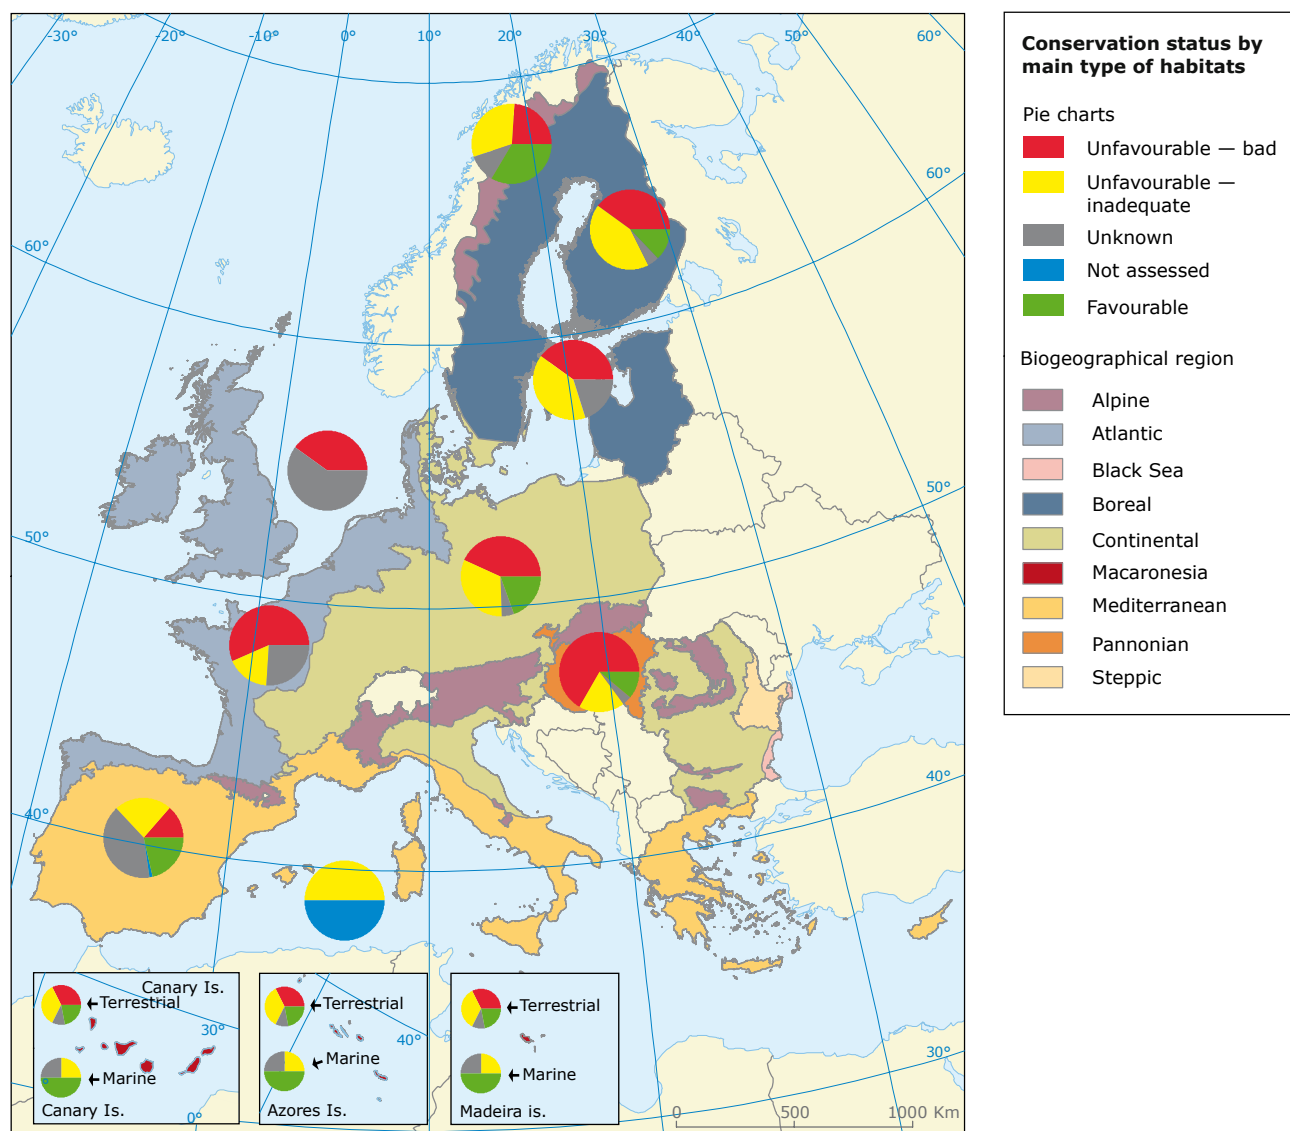 -30°
-20°
-10°
0°
10°
20°
30°
40°
50°
60°
60°
60°
50°
50°
40°
40°
30°
Canary Is.
Terrestrial
30°
Marine
0°
Canary Is.
0°
Terrestrial
40°
Marine
Azores Is.
Terrestrial
Marine
Madeira is.
0
500
1000 Km
Conservation status by
main type of habitats
Pie charts
Unfavourable — bad
Unfavourable —
inadequate
Unknown
Not assessed
Favourable
Biogeographical region
Alpine
Atlantic
Black Sea
Boreal
Continental
Macaronesia
Mediterranean
Pannonian
Steppic